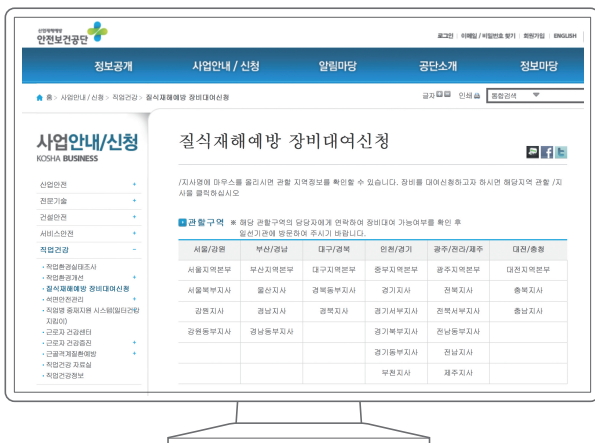 산업재해예방
안전보건공단
로그인 | 이메일 / 비밀번호 찾기 | 회원가입 | ENGLISH
정보공개 사업안내 / 신청 알림마당 공단소개 정보마당
홈 > 사업안내 / 신청 > 직업건강 > 질식재해예방 장비대여신청
글자 인쇄 통합검색
사업안내/신청
KOSHA BUSINESS
산업안전 +
전문기술 +
건설안전 +
서비스안전 +
직업건강 -
· 작업환경실태조사
· 작업환경개선 +
· 질식재해예방 장비대여신청
· 석면안전관리 +
· 직업병 중재지원 시스템(일터건강
지킴이)
· 근로자 건강센터
· 근로자 건강증진 +
· 근골격계질환예방 +
· 직업건강 자료실
· 직업건강정보
질식재해예방 장비대여신청
/지사명에 마우스를 올리시면 관할 지역정보를 확인할 수 있습니다. 장비를 대여신청하고자 하시면 해당지역 관할 /지
사를 클릭하십시오
관할구역 ※ 해당 관할구역의 담당자에게 연락하여 장비대여 가능여부를 확인 후
일선기관에 방문하여 주시기 바랍니다.
서울/강원 부산/경남 대구/경북 인천/경기 광주/전라/제주 대전/충청
서울지역본부 부산지역본부 대구지역본부 중부지역본부 광주지역본부 대전지역본부
서울북부지사 울산지사 경북동부지사 경기지사 전북지사 충북지사
강원지사 경남지사 경북지사 경기서부지사 전북서부지사 충남지사
강원동부지사 경남동부지사 경기북부지사 전남동부지사
경기동부지사 전남지사
부천지사 제주지사